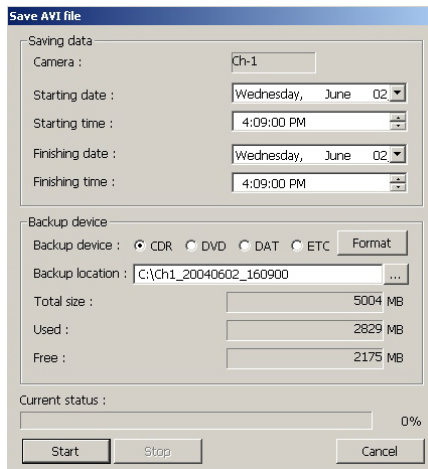 Save AVI file
Saving data
Camera : Ch-1
Starting date : Wednesday, June 02
Starting time : 4:09:00 PM
Finishing date : Wednesday, June 02
Finishing time : 4:09:00 PM
Backup device
Backup device : CDR DVD DAT ETC Format
Backup location : C:\Ch1_20040602_160900 ...
Total size : 5004 MB
Used : 2829 MB
Free : 2175 MB
Current status :
0%
Start Stop Cancel